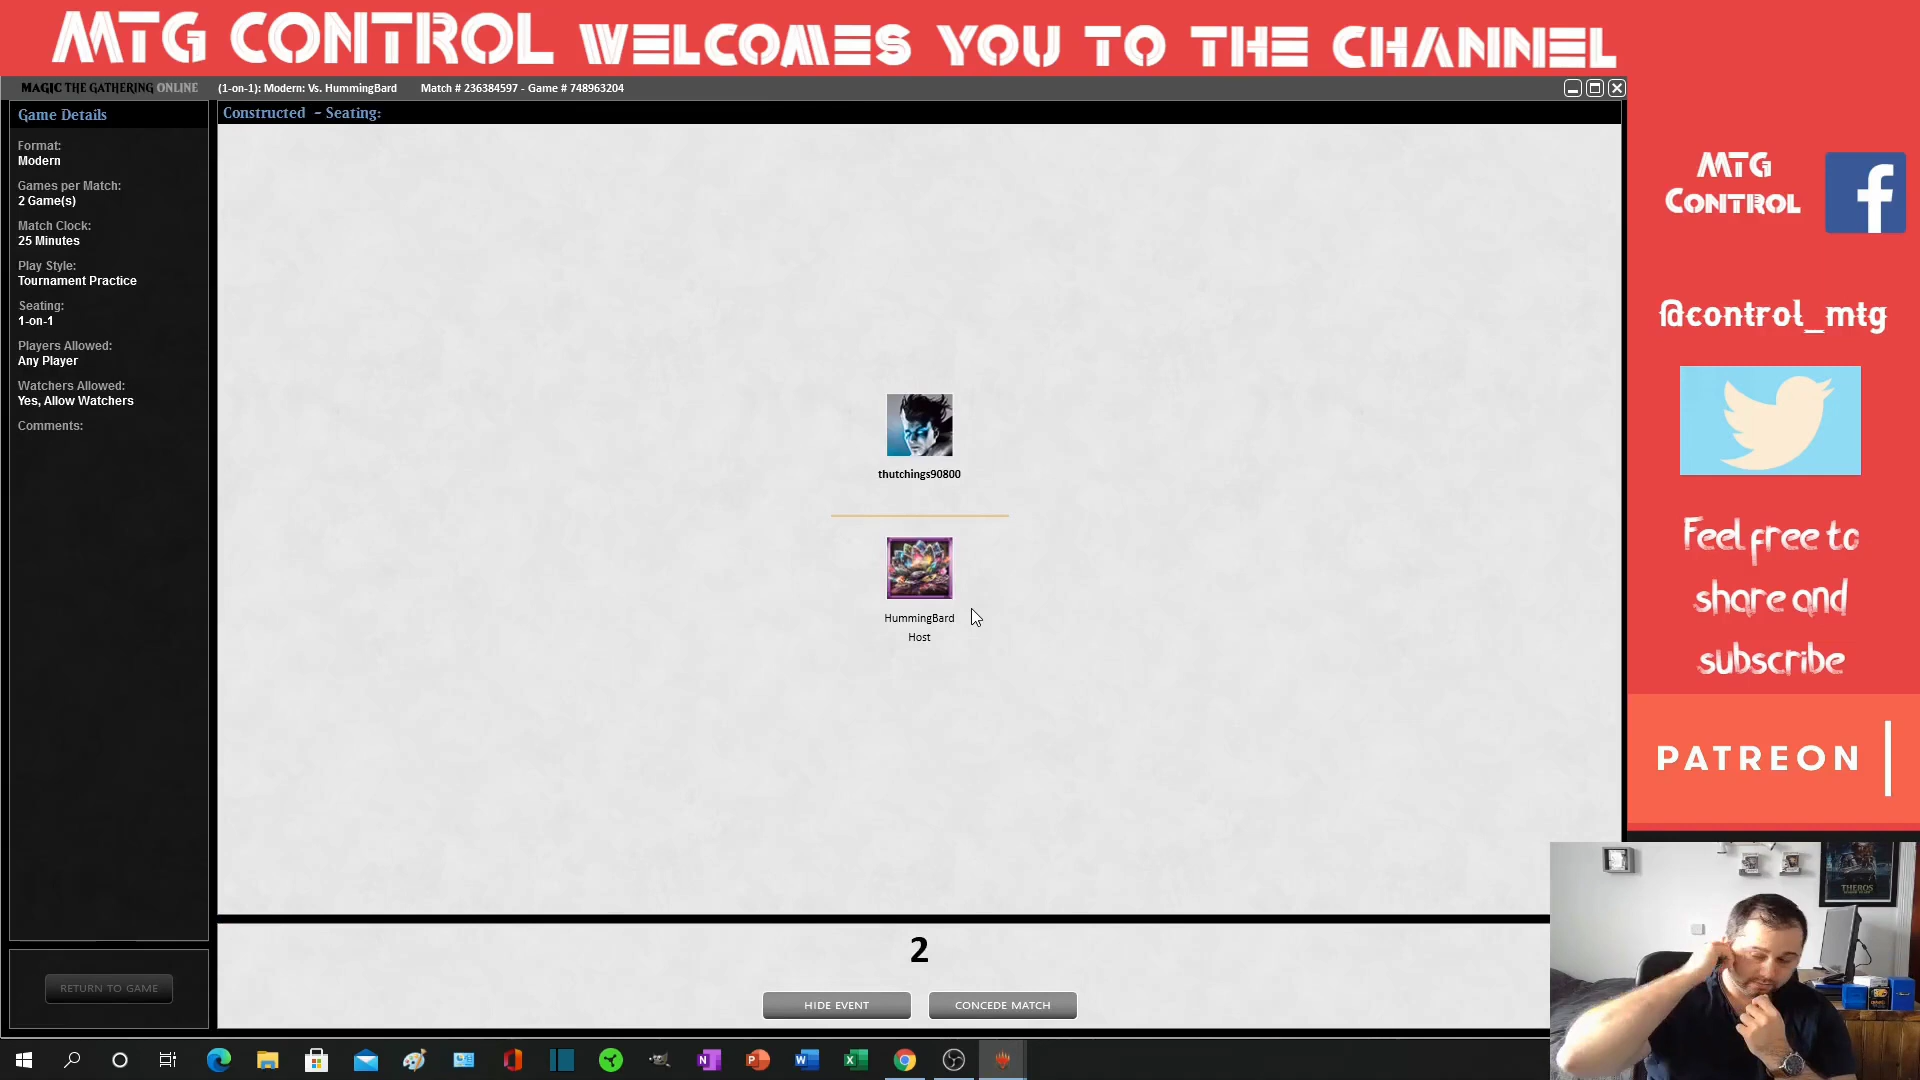 MTG CONTROL WELCOMES YOU TO THE CHANNEL
MAGIC THE GATHERING ONLINE
(1-on-1): Modern: Vs. HummingBard
Match # 236384597 - Game # 748963204
Game Details
Constructed - Seating:
Format:
Modern
Games per Match:
2 Game(s)
Match Clock:
25 Minutes
Play Style:
Tournament Practice
Seating:
1-on-1
Players Allowed:
Any Player
Watchers Allowed:
Yes, Allow Watchers
Comments:
thutchings90800
HummingBard
Host
2
HIDE EVENT
CONCEDE MATCH
RETURN TO GAME
MTG
CONTROL
@control_mtg
Feel free to
share and
subscribe
PATREON
THEROS